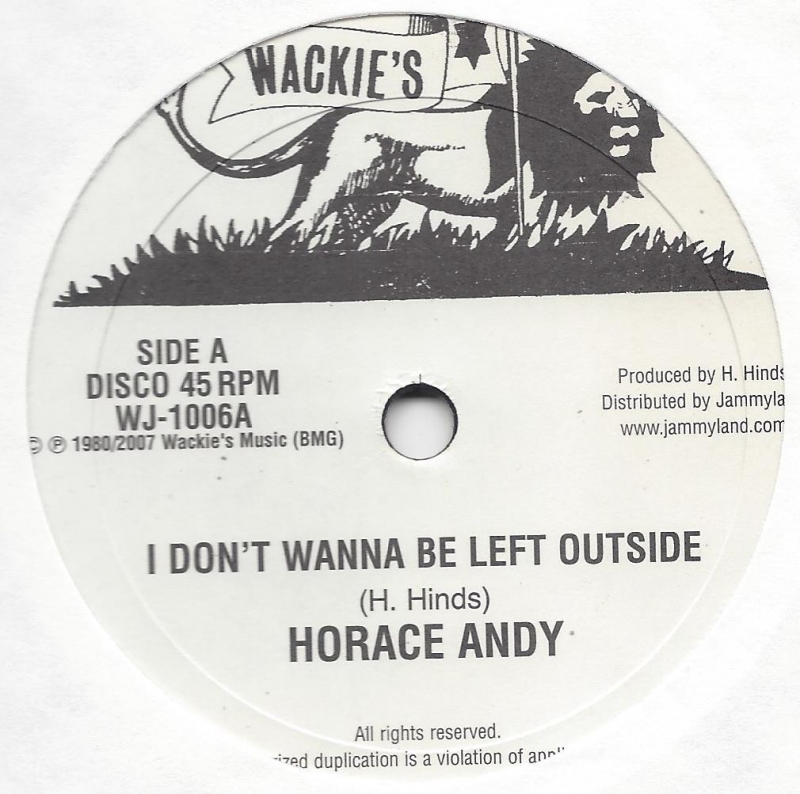 WACKIE'S
SIDE A
DISCO 45 RPM
WJ-1006A
© ℗ 1980/2007 Wackie's Music (BMG)
Produced by H. Hinds
Distributed by Jammyla
www.jammyland.com
I DON'T WANNA BE LEFT OUTSIDE
(H. Hinds)
HORACE ANDY
All rights reserved.
duplication is a violation of